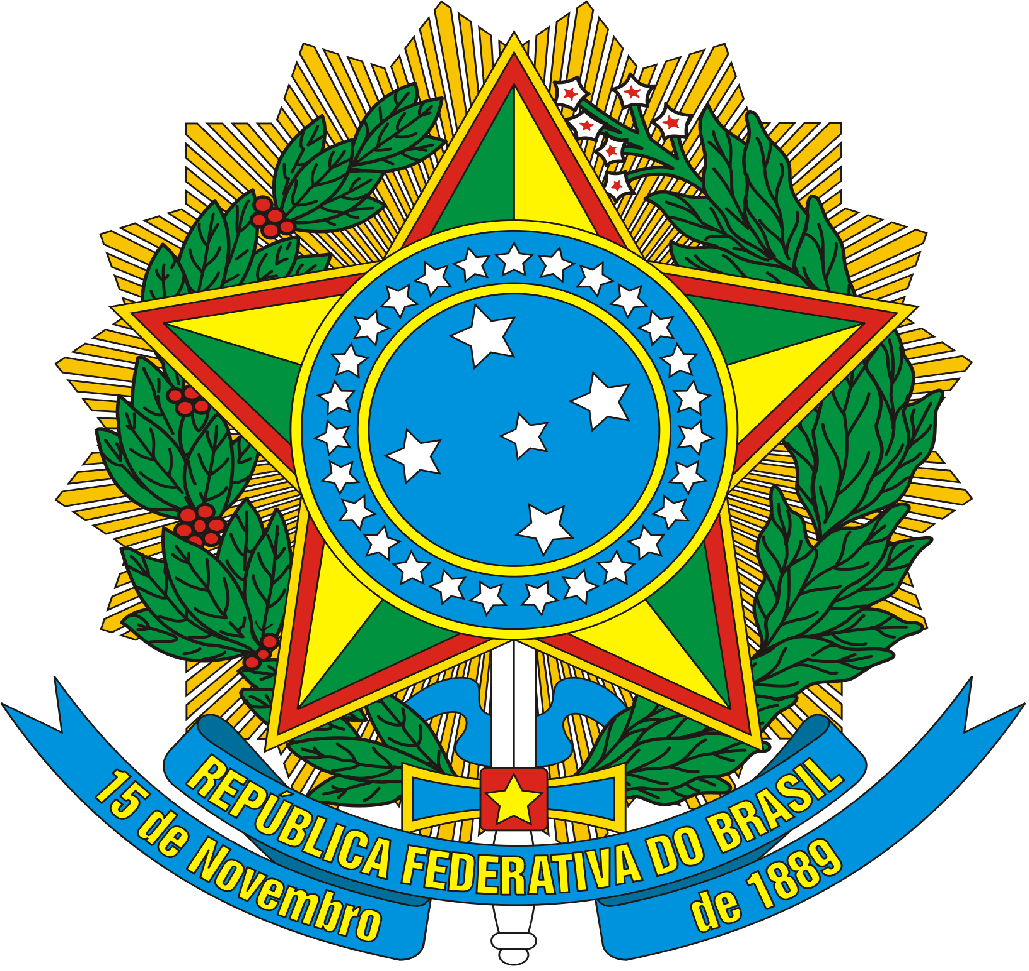 REPÚBLICA FEDERATIVA DO BRASIL
15 de Novembro
de 1889